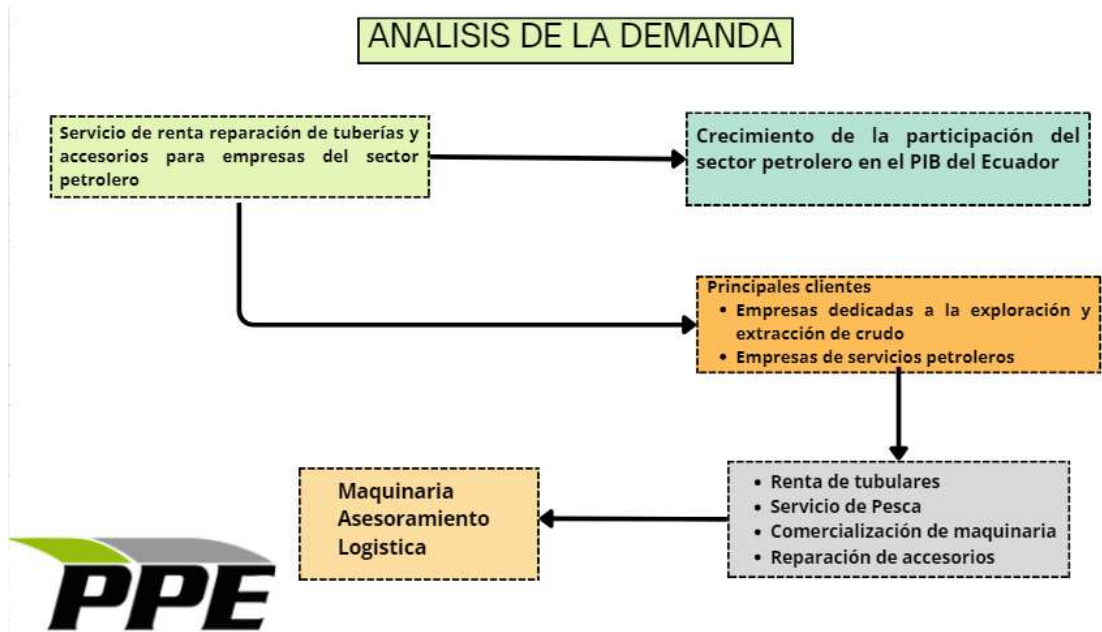 ANALISIS DE LA DEMANDA
Servicio de renta reparación de tuberías y
accesorios para empresas del sector
petrolero
Crecimiento de la participación del
sector petrolero en el PIB del Ecuador
Principales clientes
• Empresas dedicadas a la exploración y
extracción de crudo
• Empresas de servicios petroleros
• Renta de tubulares
• Servicio de Pesca
• Comercialización de maquinaria
• Reparación de accesorios
Maquinaria
Asesoramiento
Logistica
PPE